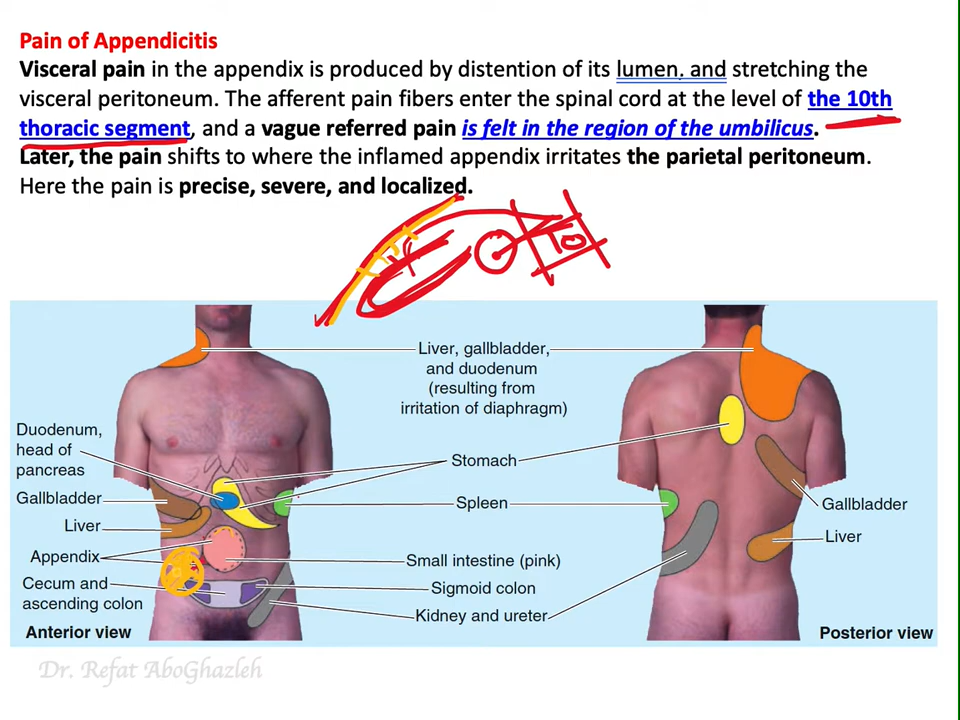 Pain of Appendicitis
Visceral pain in the appendix is produced by distention of its lumen, and stretching the
visceral peritoneum. The afferent pain fibers enter the spinal cord at the level of the 10th
thoracic segment, and a vague referred pain is felt in the region of the umbilicus.
Later, the pain shifts to where the inflamed appendix irritates the parietal peritoneum.
Here the pain is precise, severe, and localized.
Liver, gallbladder,
and duodenum
(resulting from
irritation of diaphragm)
Duodenum,
head of
pancreas
Stomach
Gallbladder
Spleen
Gallbladder
Liver
Liver
Appendix
Small intestine (pink)
Cecum and
ascending colon
Sigmoid colon
Kidney and ureter
Anterior view
Posterior view
Dr. Refat AboGhazleh